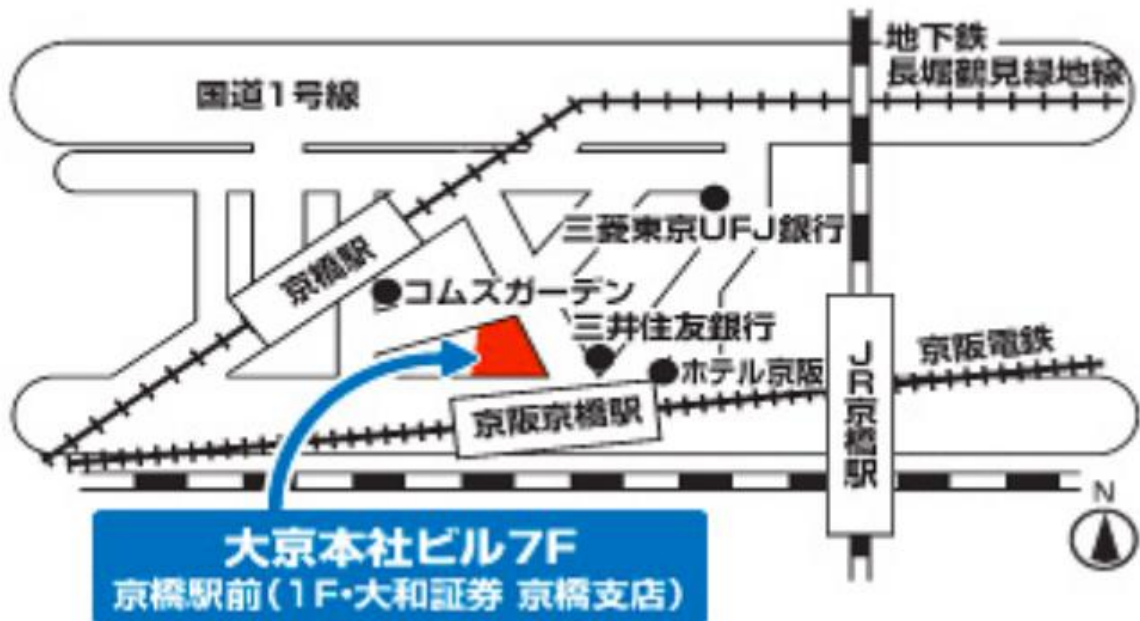 国道1号線
地下鉄
長堀鶴見緑地線
三菱東京UFJ銀行
京橋駅
コムズガーデン
三井住友銀行
ホテル京阪
京阪電鉄
京阪京橋駅
JR京橋駅
N
大京本社ビル7F
京橋駅前(1F・大和証券 京橋支店)